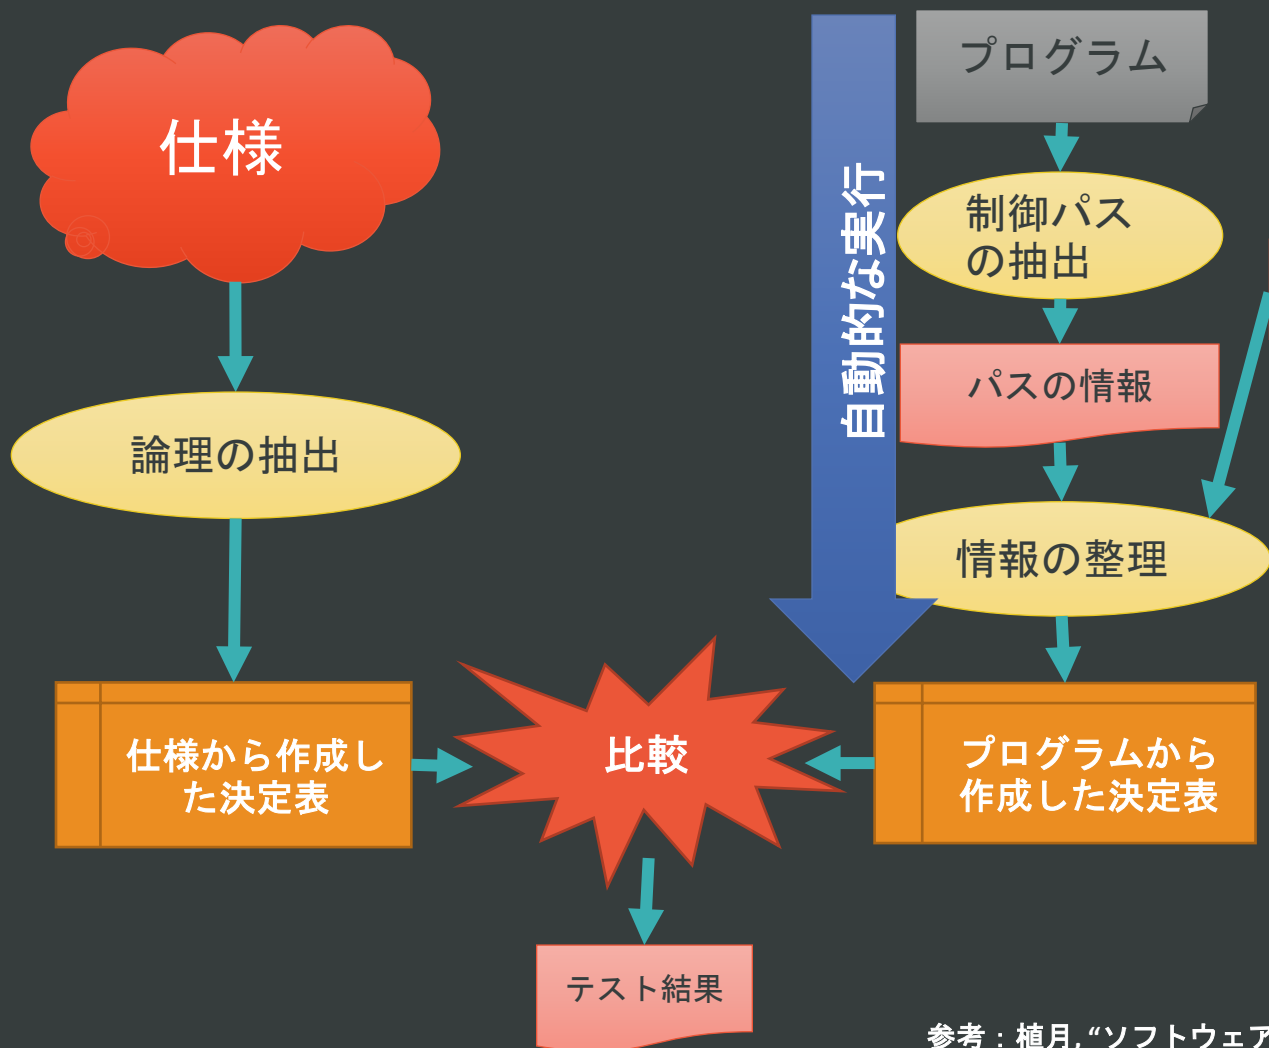 仕様
論理の抽出
仕様から作成し
た決定表
比較
テスト結果
自動的な実行
プログラム
制御パス
の抽出
パスの情報
情報の整理
プログラムから
作成した決定表
参考：植月,“ソフトウェア